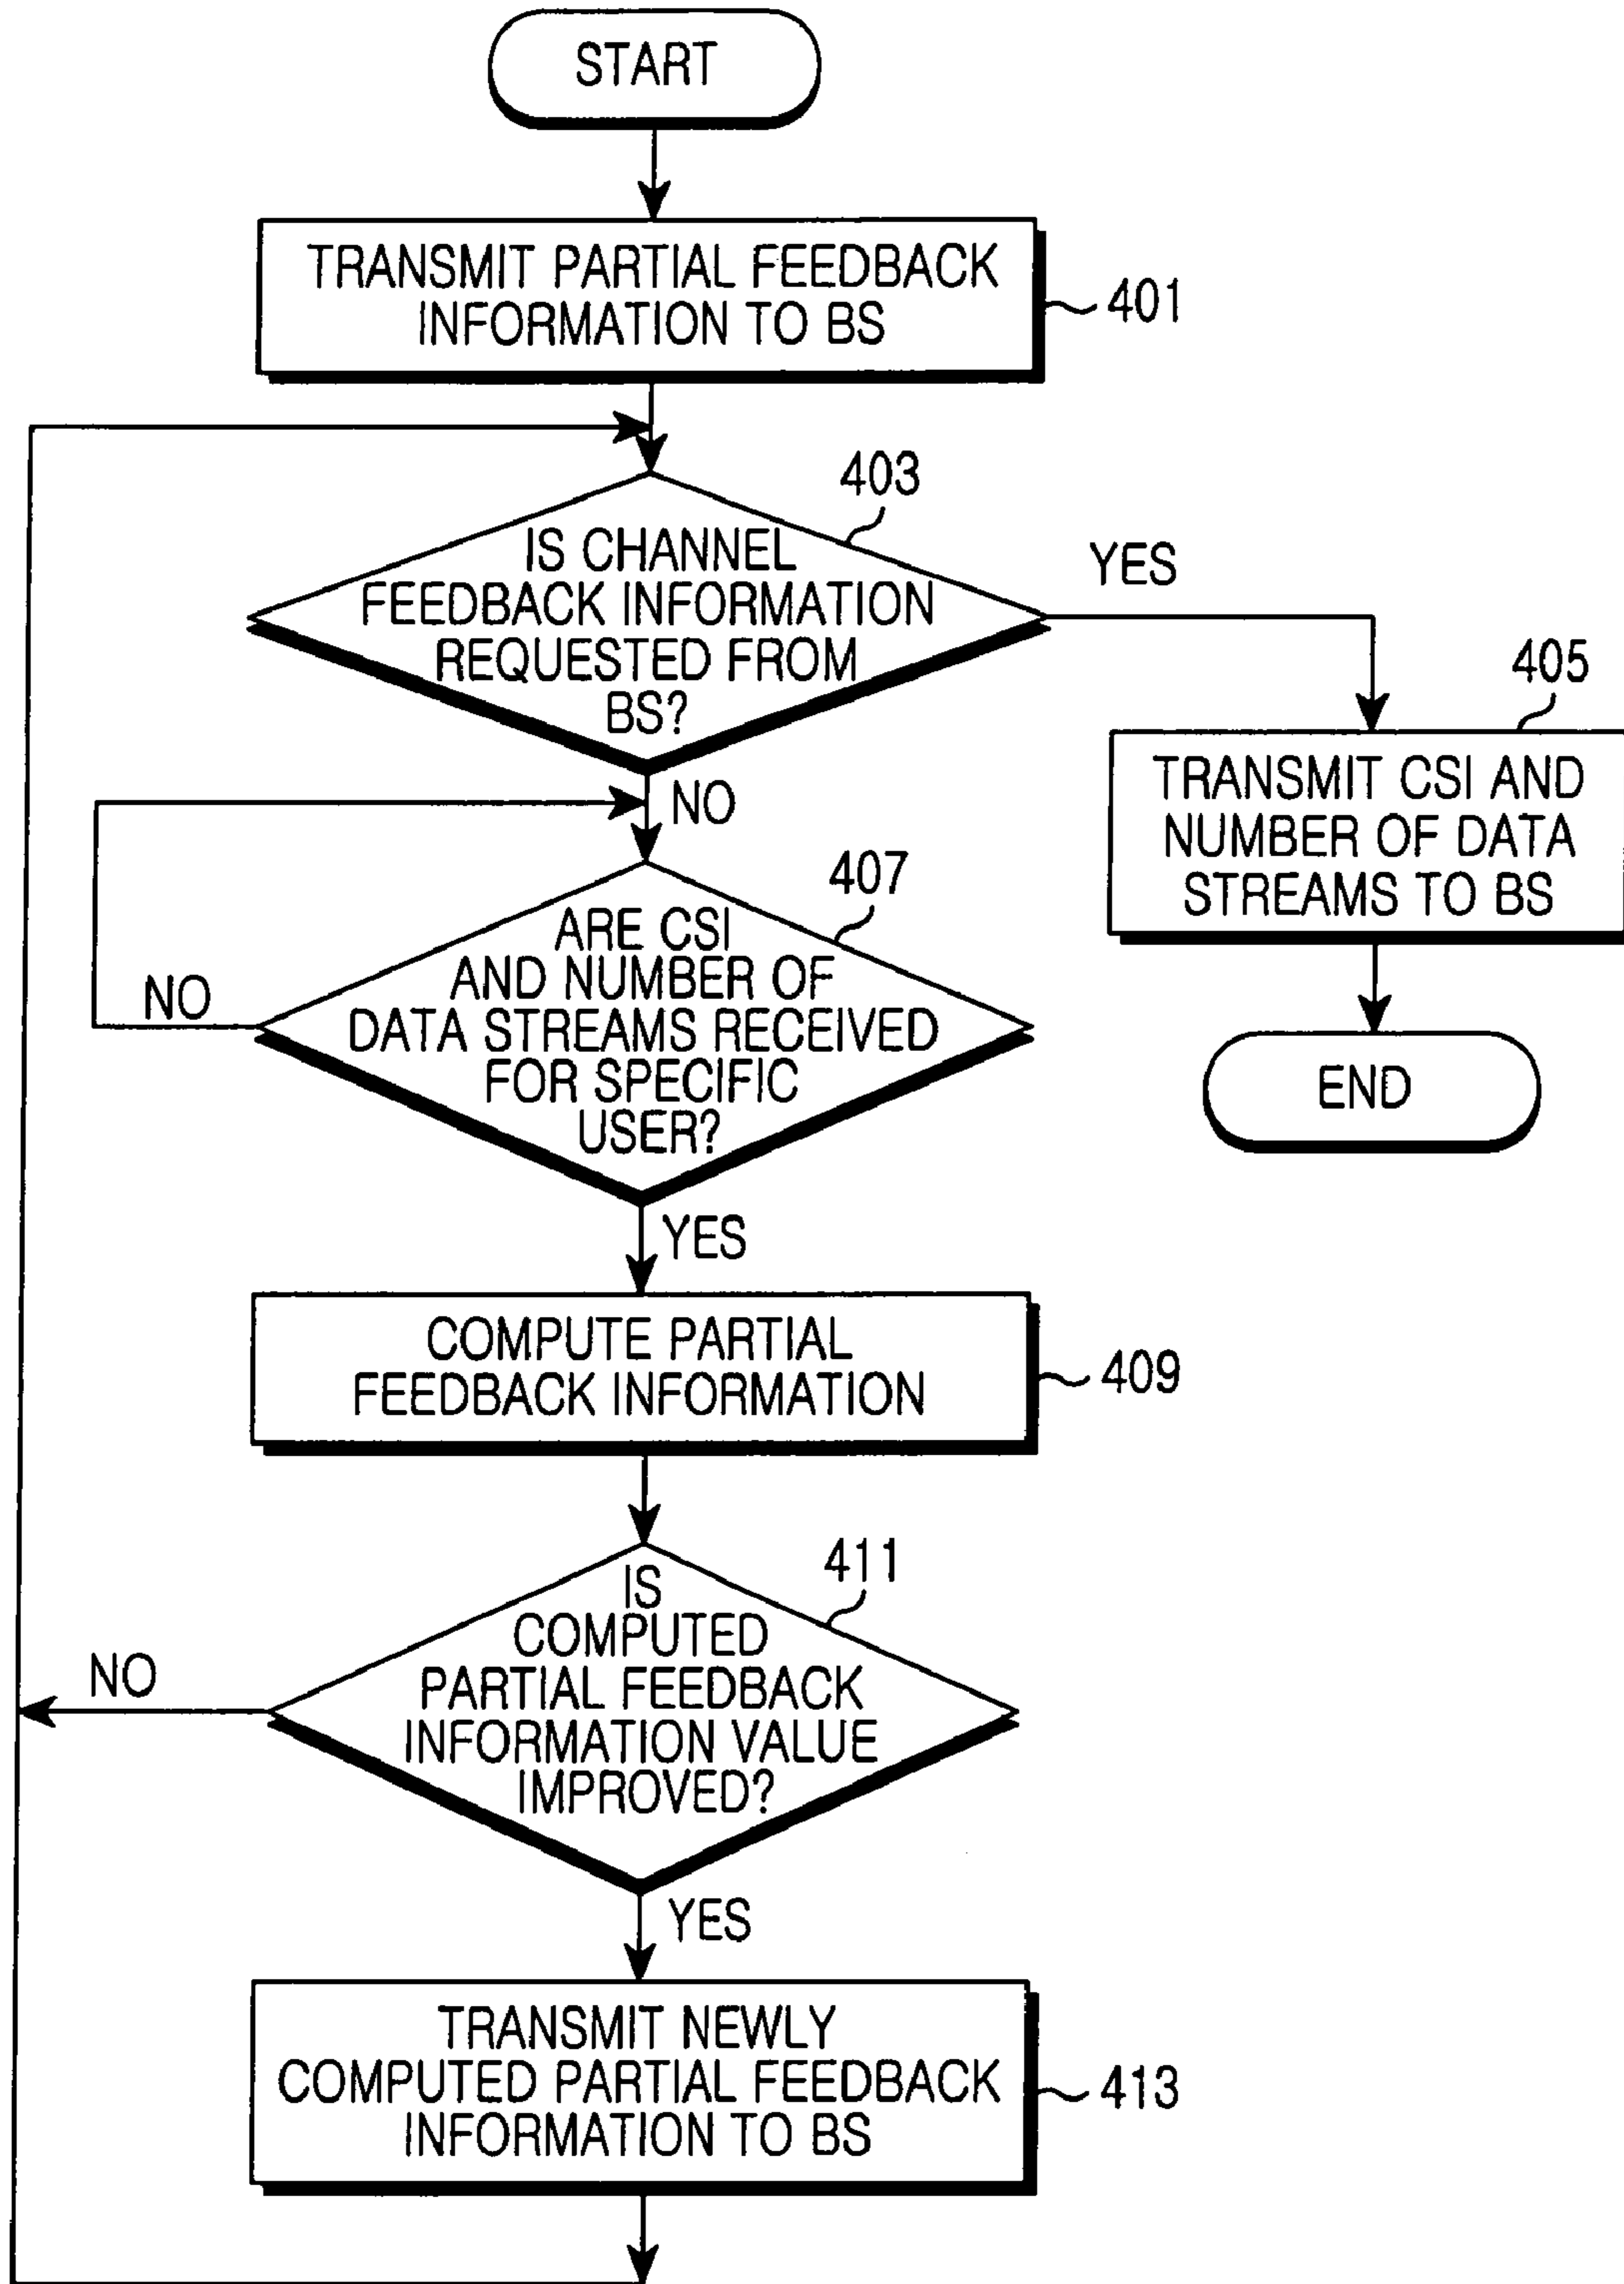 START
TRANSMIT PARTIAL FEEDBACK
INFORMATION TO BS
401
403
IS CHANNEL
FEEDBACK INFORMATION
REQUESTED FROM
BS?
YES
405
TRANSMIT CSI AND
NUMBER OF DATA
STREAMS TO BS
END
NO
407
ARE CSI
AND NUMBER OF
DATA STREAMS RECEIVED
FOR SPECIFIC
USER?
NO
YES
COMPUTE PARTIAL
FEEDBACK INFORMATION
409
411
IS
COMPUTED
PARTIAL FEEDBACK
INFORMATION VALUE
IMPROVED?
NO
YES
TRANSMIT NEWLY
COMPUTED PARTIAL FEEDBACK
INFORMATION TO BS
413